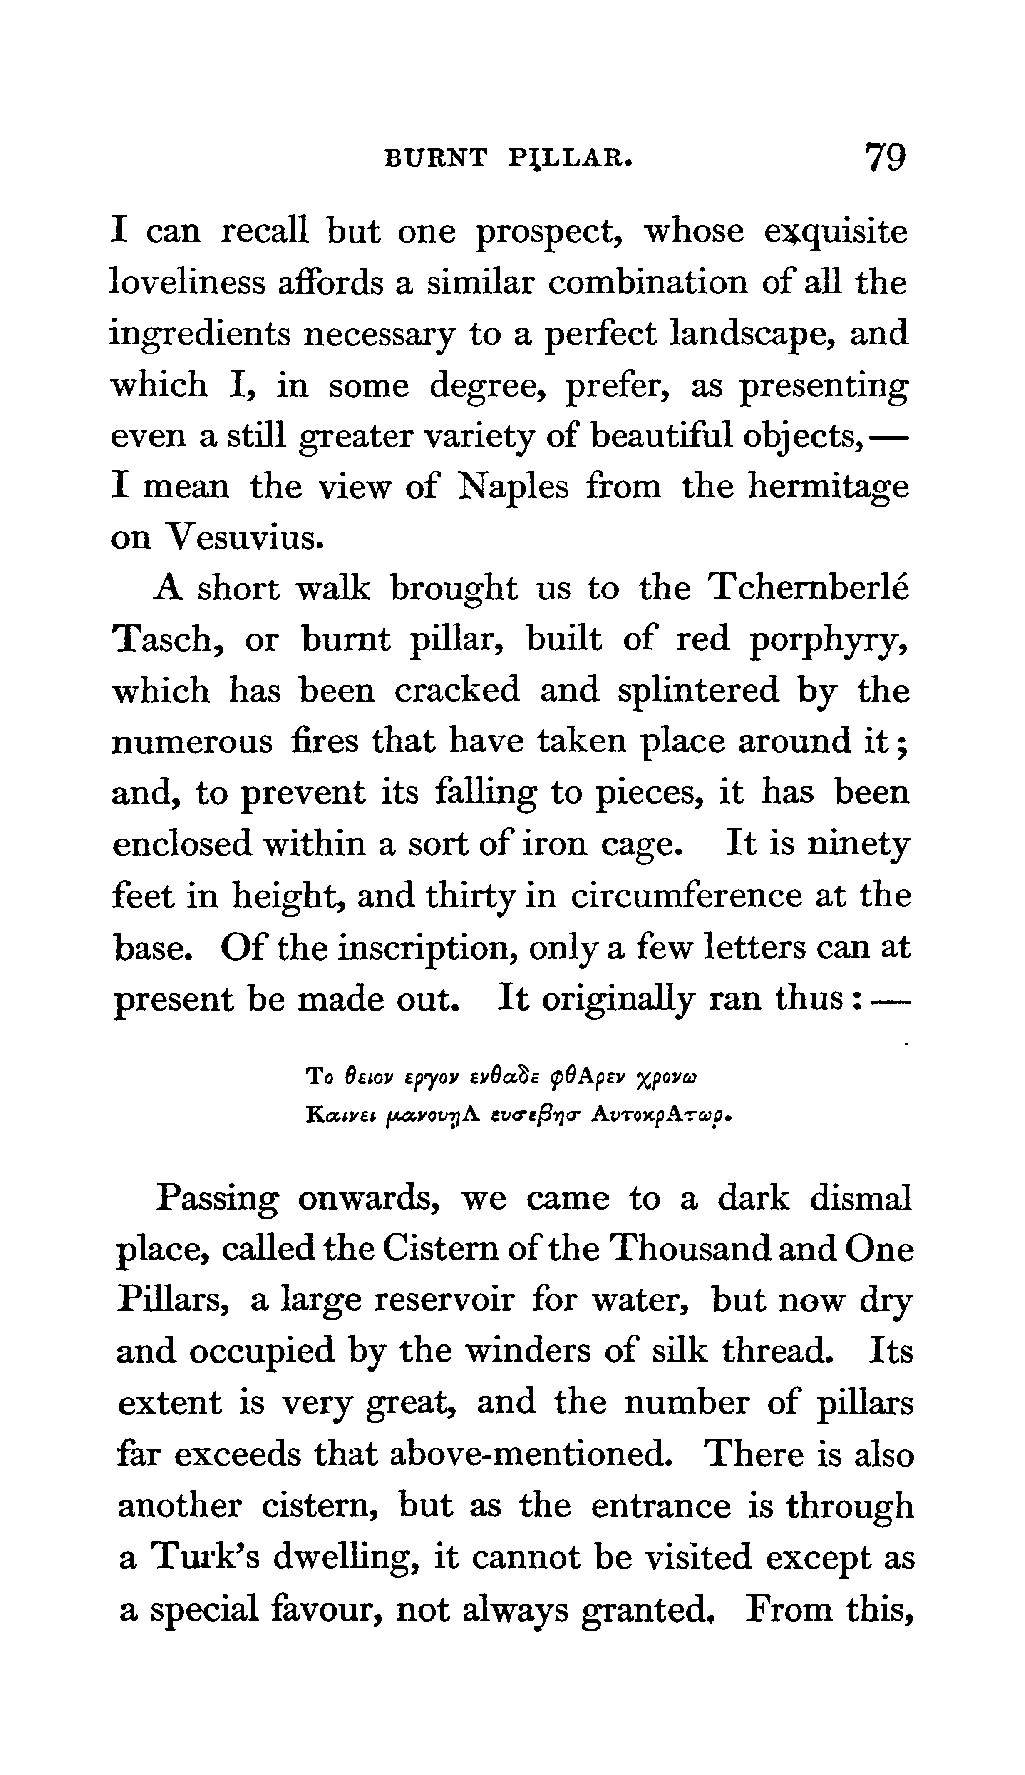 BURNT PILLAR. 79
I can recall but one prospect, whose exquisite
loveliness affords a similar combination of all the
ingredients necessary to a perfect landscape, and
which I, in some degree, prefer, as presenting
even a still greater variety of beautiful objects,—
I mean the view of Naples from the hermitage
on Vesuvius.
A short walk brought us to the Tchernberlé
Tasch, or burnt pillar, built of red porphyry,
which has been cracked and splintered by the
numerous fires that have taken place around it;
and, to prevent its falling to pieces, it has been
enclosed within a sort of iron cage. It is ninety
feet in height, and thirty in circumference at the
base. Of the inscription, only a few letters can at
present be made out. It originally ran thus: —
Το θειον εργον ενθαδε φθΑρεν χρονω
Καινει μανουηΛ ευσεβησ ΑυτοκρΑτωρ.
Passing onwards, we came to a dark dismal
place, called the Cistern of the Thousand and One
Pillars, a large reservoir for water, but now dry
and occupied by the winders of silk thread. Its
extent is very great, and the number of pillars
far exceeds that above-mentioned. There is also
another cistern, but as the entrance is through
a Turk's dwelling, it cannot be visited except as
a special favour, not always granted. From this,